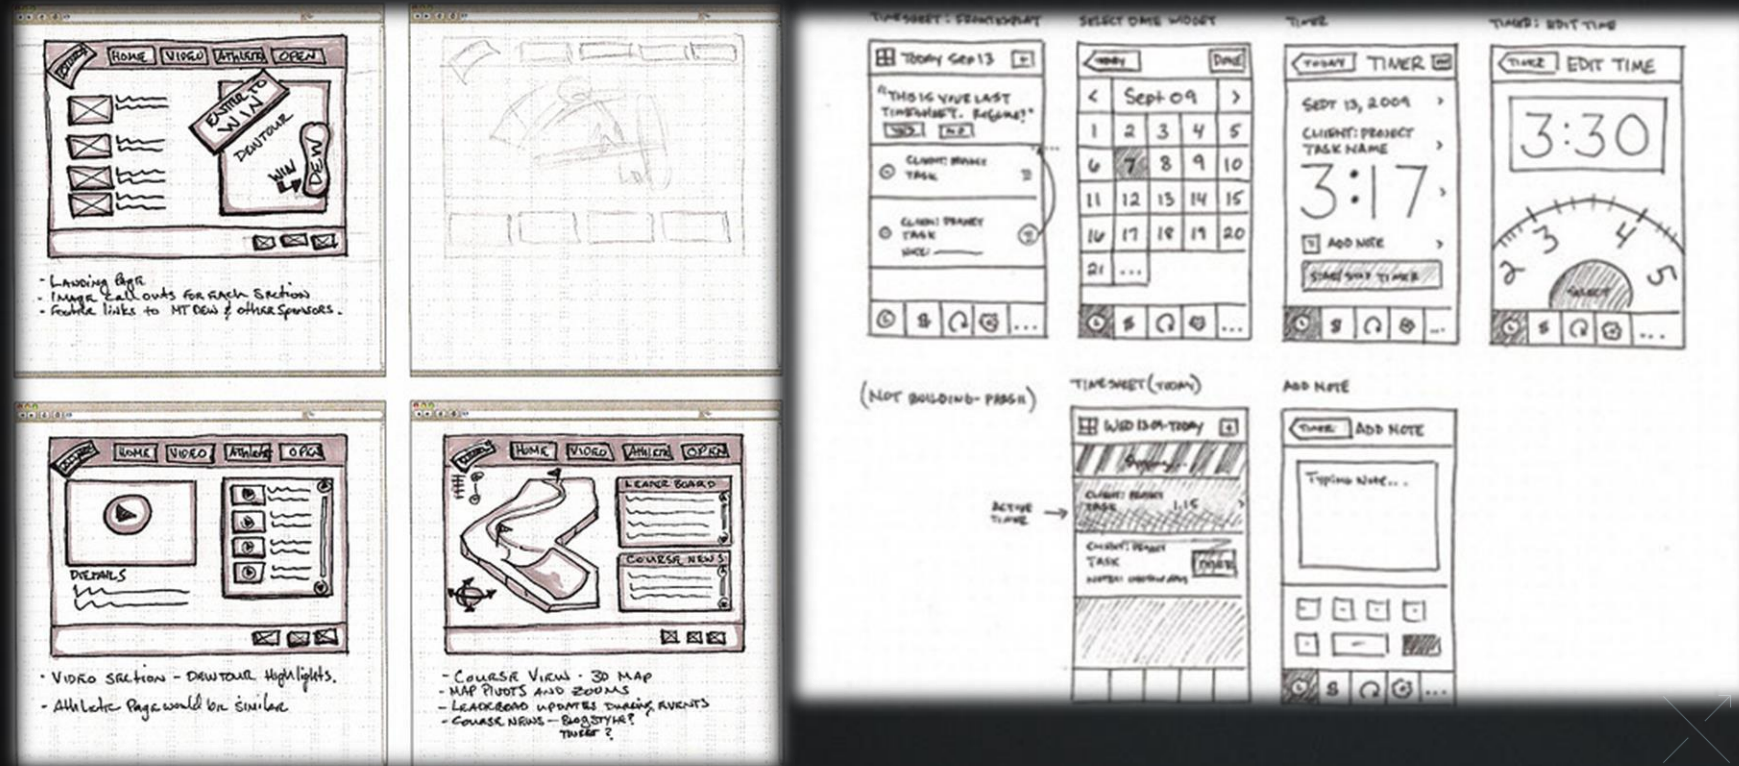 HOME VIDEO ATHLETE OPEN
ENTER TO
WIN
DEWTOUR
WIN
DEW
- LANDING PAGE
- IMAGE CALLOUTS FOR EACH SECTION
- FOOTER LINKS TO MT DEW & OTHER SPONSORS.
HOME VIDEO Athlete OPEN
DETAILS
- VIDEO SECTION - DEWTOUR Highlights.
- Athlete Page would be similar
HOME VIDEO Athlete OPEN
LEADER BOARD
COURSE NEWS
- COURSE VIEW - 3D MAP
- MAP PIVOTS AND ZOOMS
- LEADERBOARD UPDATES DURING EVENTS
- COURSE NEWS - BLOG STYLE?
TWEET?
TODAY SEP 13 +
"THIS IS YOUR LAST
TIMESHEET. RESUME?"
YES NO
CLIENT: PROJECT
TASK
CLIENT: PROJECT
TASK
NOTE:
$ ...
SELECT DATE WIDGET
TODAY DONE
< Sept 09 >
1 2 3 4 5
6 7 8 9 10
11 12 13 14 15
16 17 18 19 20
21 ...
$ ...
TIMER
TODAY TIMER
SEPT 13, 2009 >
CLIENT: PROJECT
TASK NAME >
3:17 >
ADD NOTE >
START/STOP TIMER
$ ...
TIMER: EDIT TIME
TIMER EDIT TIME
3:30
2 3 4 5
SELECT
$ ...
TIMESHEET (TODAY)
WED 13 09-TODAY +
ACTIVE
TIMER
CLIENT: PROJECT
TASK 1.15 >
CLIENT: PROJECT
TASK
ADD NOTE
TIMER ADD NOTE
Typing Note...
$ ...